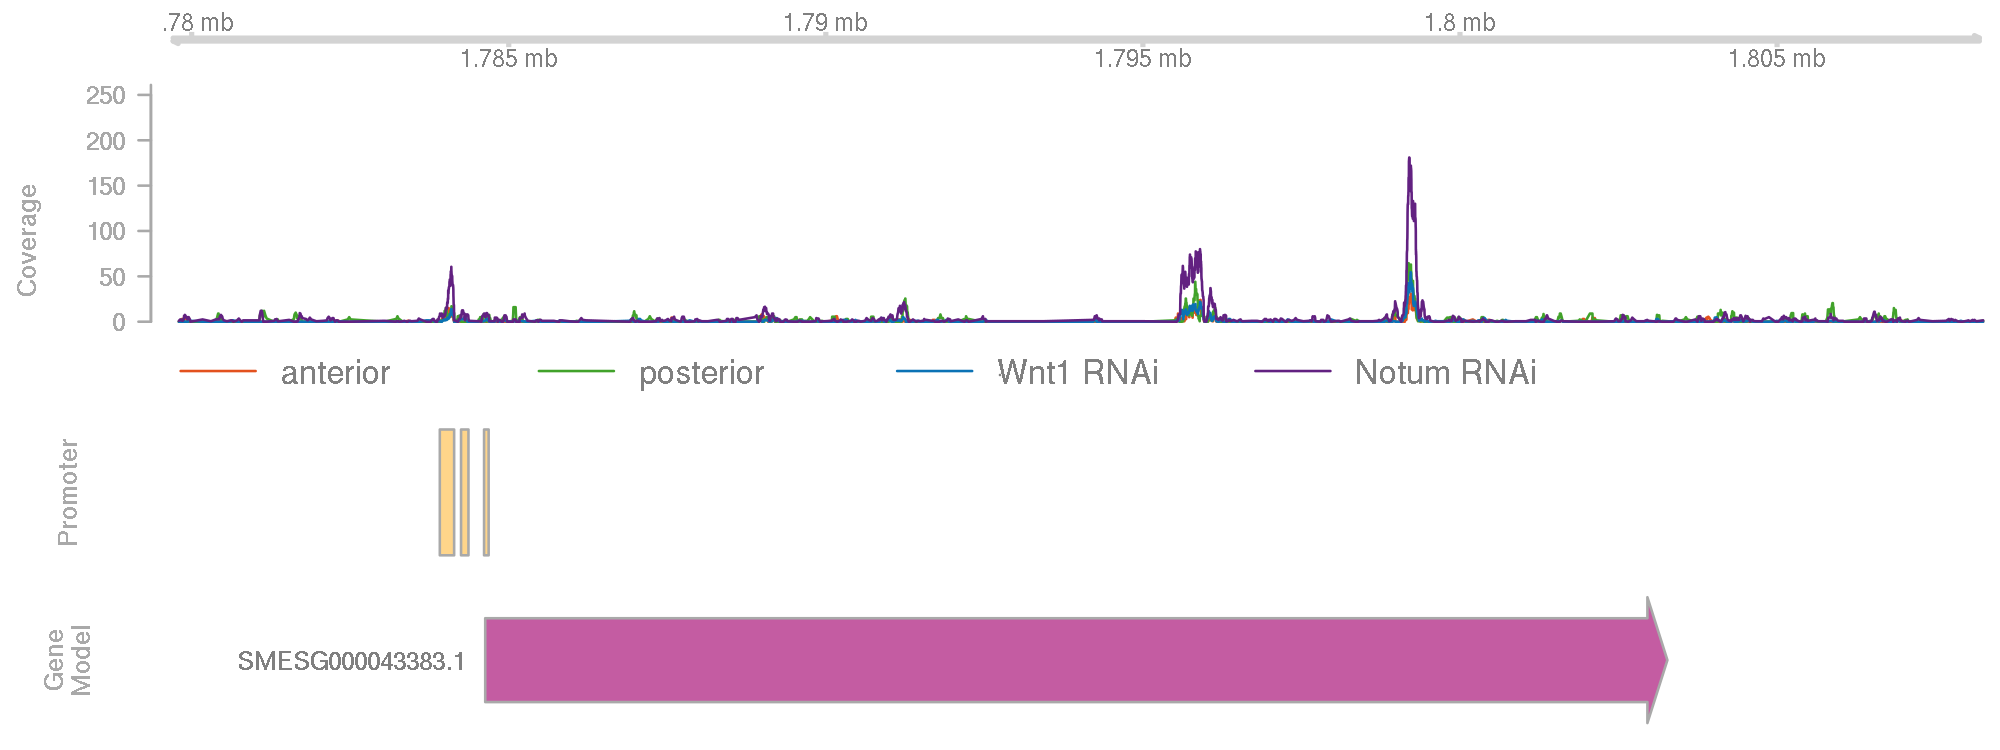 .78 mb 1.79 mb 1.8 mb
1.785 mb 1.795 mb 1.805 mb
Coverage
250
200
150
100
50
0
anterior posterior Wnt1 RNAi Notum RNAi
Promoter
Gene
Model
SMESG000043383.1